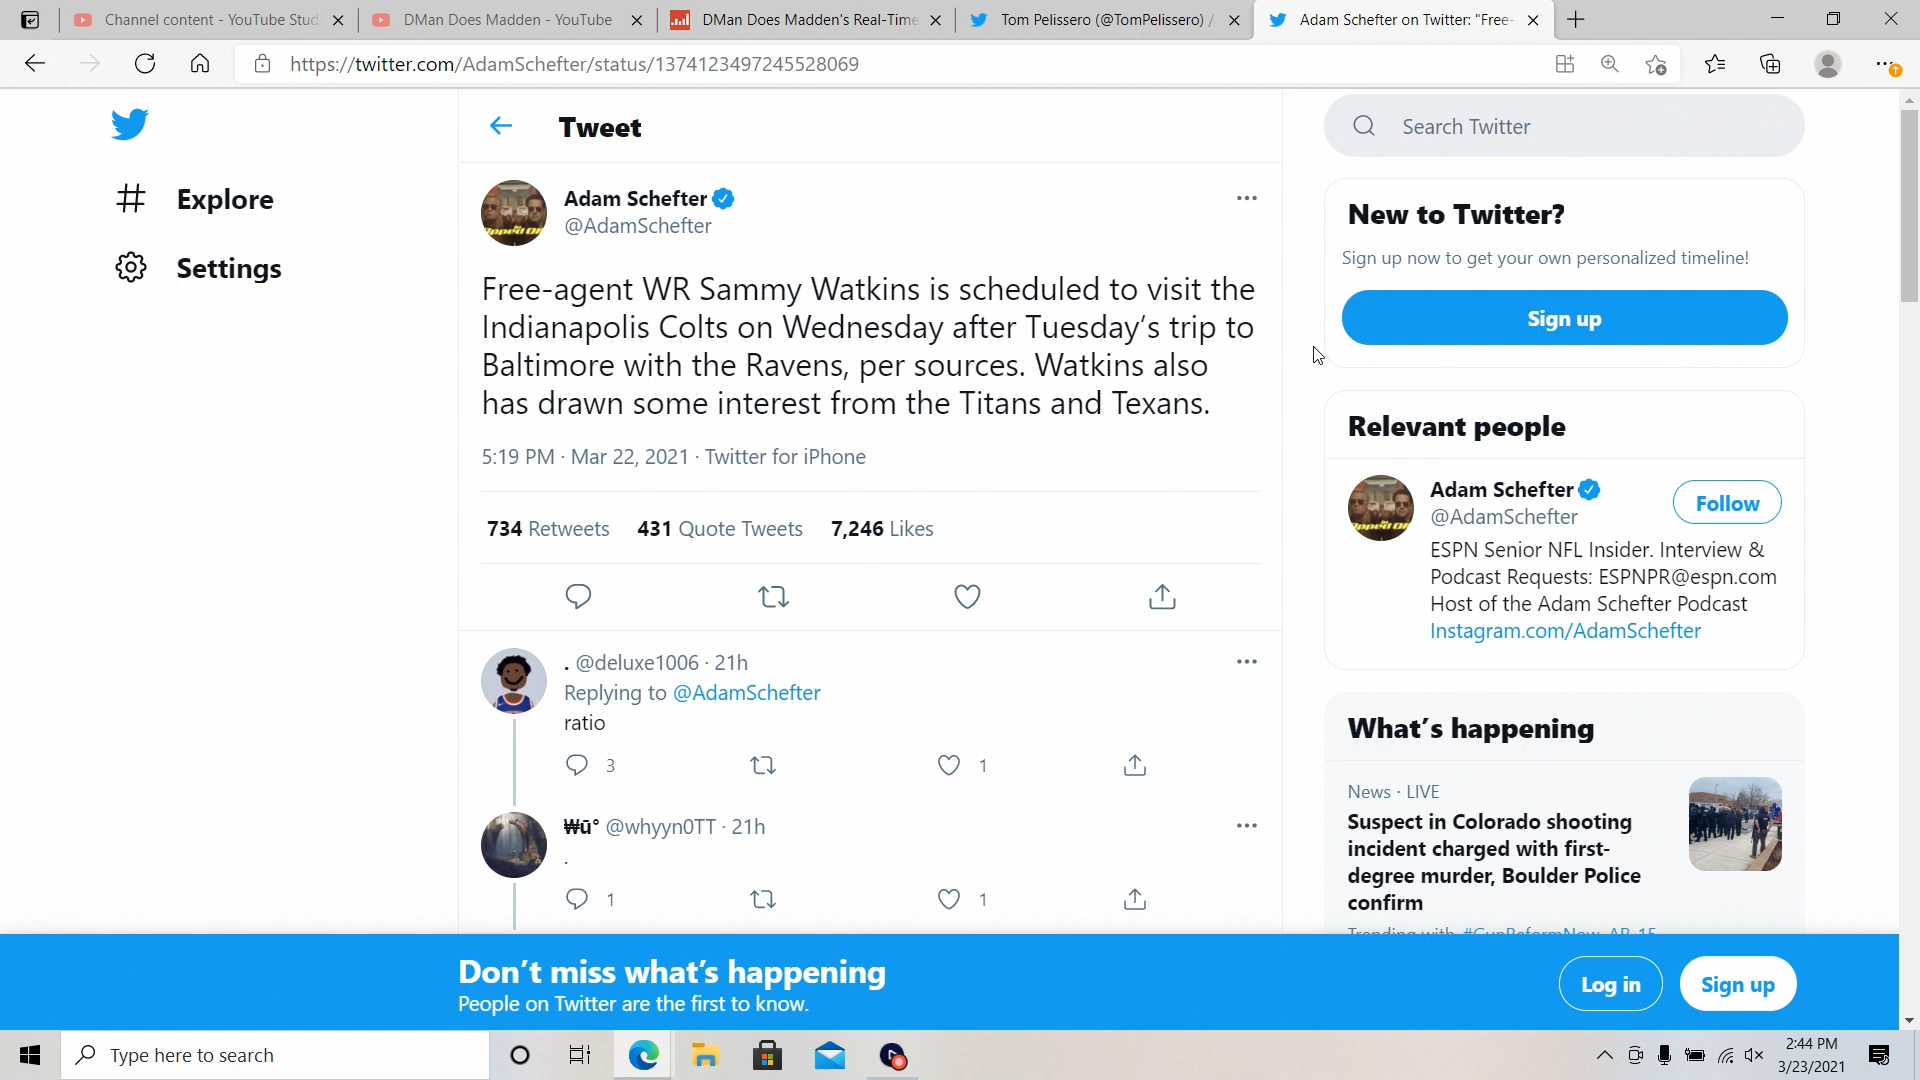 Channel content - YouTube Stud
DMan Does Madden - YouTube
DMan Does Madden's Real-Time
Tom Pelissero (@TomPelissero) /
Adam Schefter on Twitter: "Free-
https://twitter.com/AdamSchefter/status/1374123497245528069
Explore
Settings
Tweet
Adam Schefter
@AdamSchefter
Free-agent WR Sammy Watkins is scheduled to visit the
Indianapolis Colts on Wednesday after Tuesday's trip to
Baltimore with the Ravens, per sources. Watkins also
has drawn some interest from the Titans and Texans.
5:19 PM · Mar 22, 2021 · Twitter for iPhone
734 Retweets 431 Quote Tweets 7,246 Likes
. @deluxe1006 · 21h
Replying to @AdamSchefter
ratio
3 1
₩ū° @whyyn0TT · 21h
.
1 1
Search Twitter
New to Twitter?
Sign up now to get your own personalized timeline!
Sign up
Relevant people
Adam Schefter
@AdamSchefter
Follow
ESPN Senior NFL Insider. Interview &
Podcast Requests: ESPNPR@espn.com
Host of the Adam Schefter Podcast
Instagram.com/AdamSchefter
What's happening
News · LIVE
Suspect in Colorado shooting
incident charged with first-
degree murder, Boulder Police
confirm
Trending with #GunReformNow, AR-15
Don't miss what's happening
People on Twitter are the first to know.
Log in
Sign up
Type here to search
2:44 PM
3/23/2021